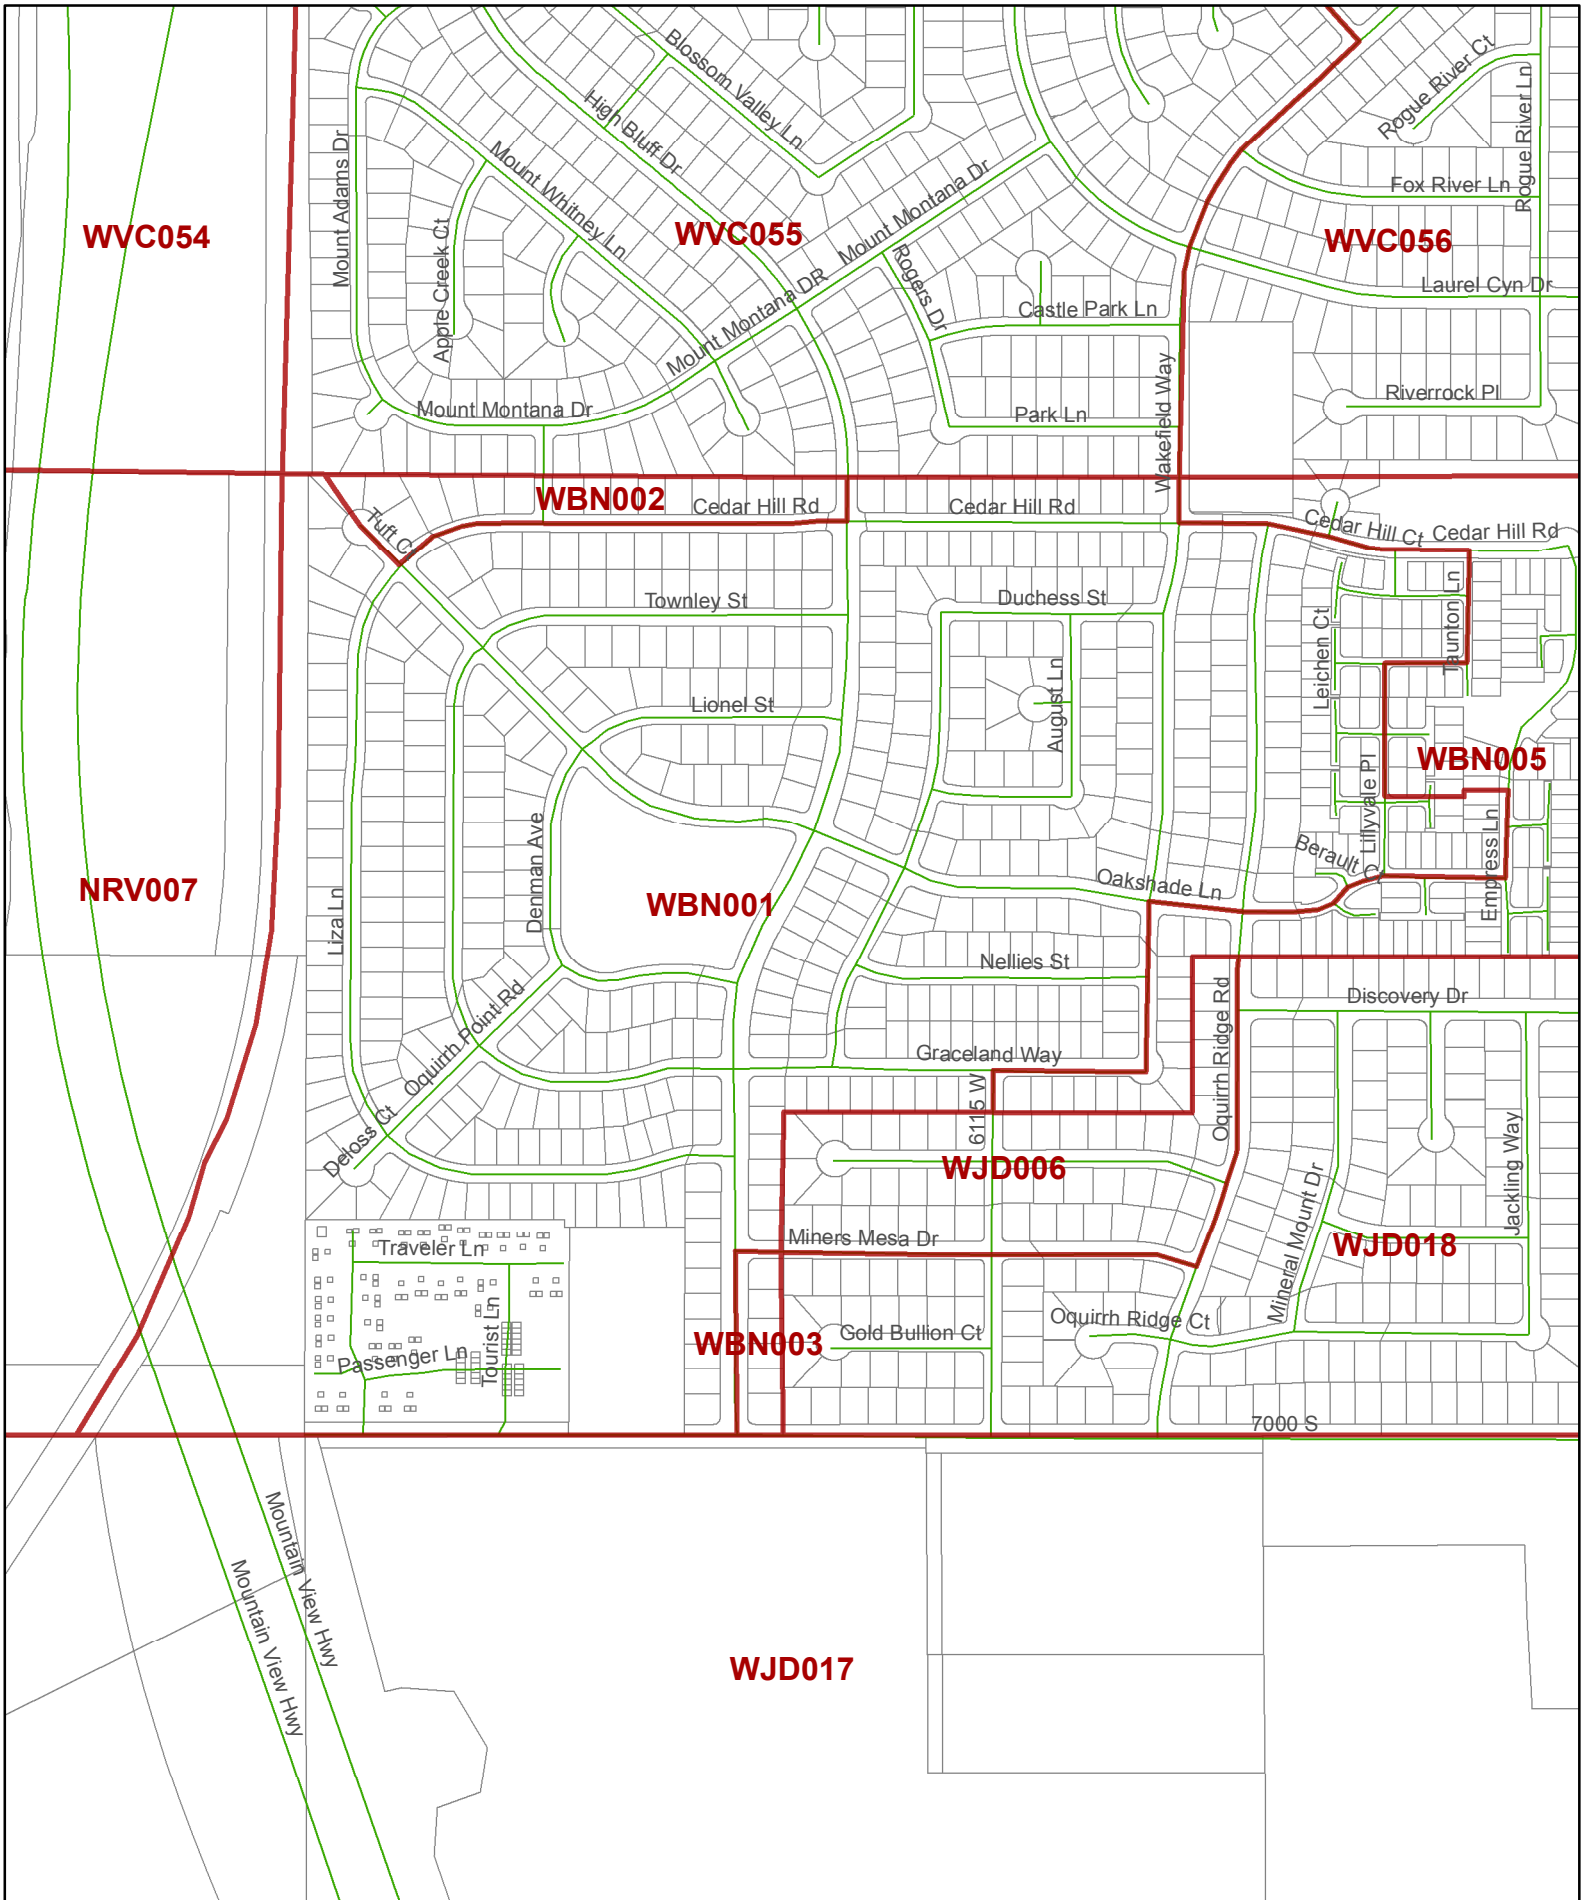 Blossom Valley Ln
Rogue River Ct
Rogue River Ln
High Bluff Dr
Mount Adams Dr
Mount Whitney Ln
Fox River Ln
WVC054
WVC055
WVC056
Apple Creek Ct
Mount Montana Dr
Mount Montana DR
Rogers Dr
Laurel Cyn Dr
Castle Park Ln
Mount Montana Dr
Park Ln
Wakefield Way
Riverrock Pl
WBN002
Cedar Hill Rd
Cedar Hill Rd
Cedar Hill Ct
Cedar Hill Rd
Townley St
Duchess St
Leichen Ct
Taunton Ln
Lionel St
August Ln
WBN005
Lillyvale Pl
Empress Ln
Berault Ct
Denman Ave
Liza Ln
NRV007
WBN001
Oakshade Ln
Nellies St
Discovery Dr
Oquirrh Point Rd
Graceland Way
Oquirrh Ridge Rd
6115 W
Deloss Ct
WJD006
Jackling Way
Mineral Mount Dr
Miners Mesa Dr
WJD018
Traveler Ln
Tourist Ln
Passenger Ln
WBN003
Gold Bullion Ct
Oquirrh Ridge Ct
7000 S
Mountain View Hwy
Mountain View Hwy
WJD017